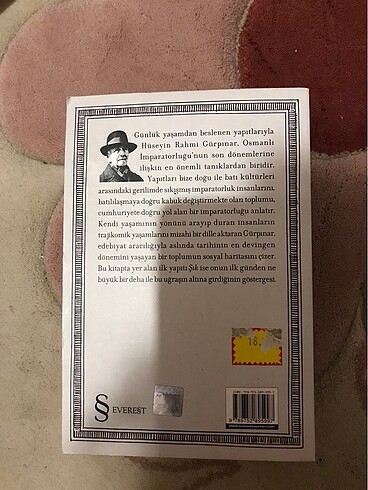 Günlük yaşamdan beslenen yapıtlarıyla
Hüseyin Rahmi Gürpınar, Osmanlı
İmparatorluğu'nun son dönemlerine
ilişkin en önemli tanıklardan biridir.
Yapıtları bize doğu ile batı kültürleri
arasındaki gerilimde sıkışmış imparatorluk insanlarını,
batılılaşmaya doğru kabuk değiştirmekte olan toplumu,
cumhuriyete doğru yol alan bir imparatorluğu anlatır.
Kendi yaşamının yönünü arayıp duran insanların
trajikomik yaşamlarını mizahi bir dille aktaran Gürpınar,
edebiyat aracılığıyla aslında tarihinin en devingen
dönemini yaşayan bir toplumun sosyal haritasını çizer.
Bu kitapta yer alan ilk yapıtı Şık ise onun ilk günden ne
büyük bir deha ile bu uğraşın altına girdiğinin göstergesi.
18.
EVEREST
9 789752 895997